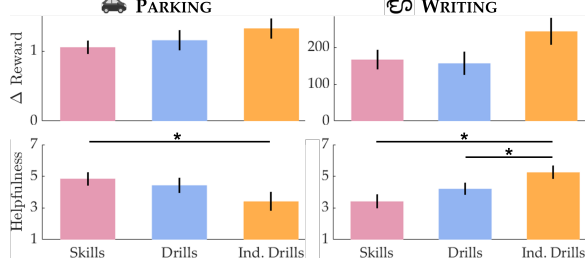 PARKING
WRITING
Δ Reward
1
0
200
100
0
*
*
*
Helpfulness
7
5
3
1
7
5
3
1
Skills Drills Ind. Drills
Skills Drills Ind. Drills